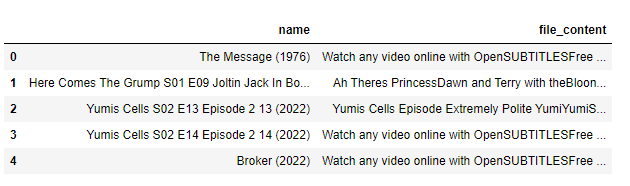 name file_content
0 The Message (1976) Watch any video online with OpenSUBTITLESFree ...
1 Here Comes The Grump S01 E09 Joltin Jack In Bo... Ah Theres PrincessDawn and Terry with theBloon...
2 Yumis Cells S02 E13 Episode 2 13 (2022) Yumis Cells Episode Extremely Polite YumiYumiS...
3 Yumis Cells S02 E14 Episode 2 14 (2022) Watch any video online with OpenSUBTITLESFree ...
4 Broker (2022) Watch any video online with OpenSUBTITLESFree ...